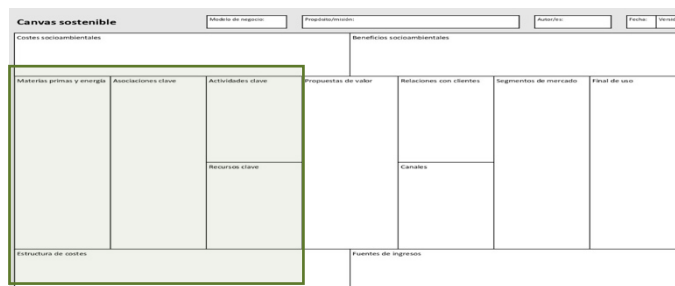 Canvas sostenible
Modelo de negocio:
Propósito/misión:
Autor/es:
Fecha:
Costes socioambientales
Beneficios socioambientales
Materias primas y energía
Asociaciones clave
Actividades clave
Propuestas de valor
Relaciones con clientes
Segmentos de mercado
Final de uso
Recursos clave
Canales
Estructura de costes
Fuentes de ingresos